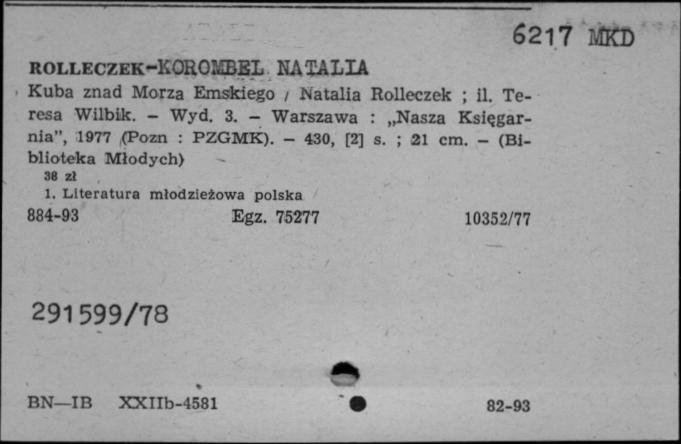 6217 MKD
ROLLECZEK-KOROMBEL NATALIA
Kuba znad Morza Emskiego / Natalia Rolleczek ; il. Te-
resa Wilbik. — Wyd. 3. — Warszawa : „Nasza Księgar-
nia”, 1977 (Pozn : PZGMK). — 430, [2] s. ; 21 cm. — (Bi-
blioteka Młodych)
38 zł
1. Literatura młodzieżowa polska
884-93 Egz. 75277 10352/77
291599/78
BN—IB XXIIb-4581 82-93